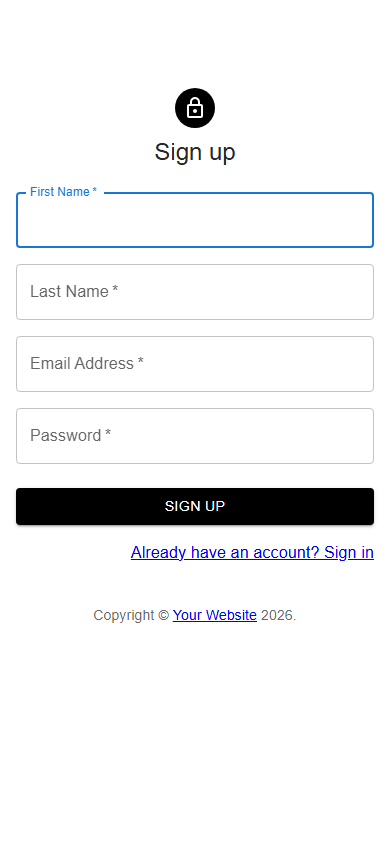 Sign up
First Name *
Last Name *
Email Address *
Password *
SIGN UP
Already have an account? Sign in
Copyright © Your Website 2026.